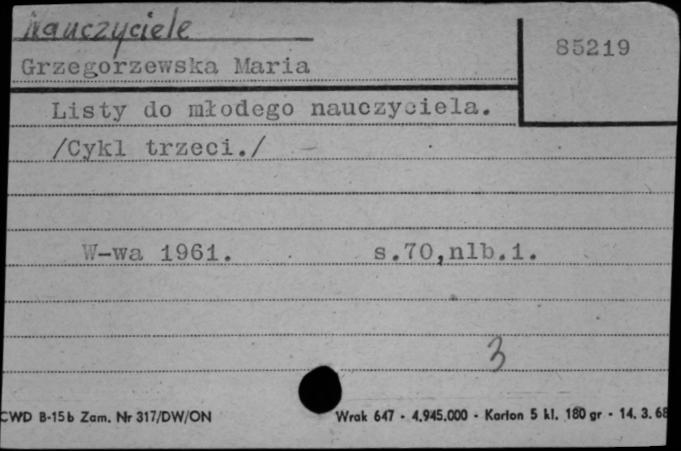 Nauczyciele
85219
Grzegorzewska Maria
Listy do młodego nauczyciela.
/Cykl trzeci./
W-wa 1961. s.70,nlb.1.
3
CWD B-15b Zam. Nr 317/DW/ON Wrak 647 - 4.945.000 - Karton 5 kl. 180 gr - 14. 3. 68